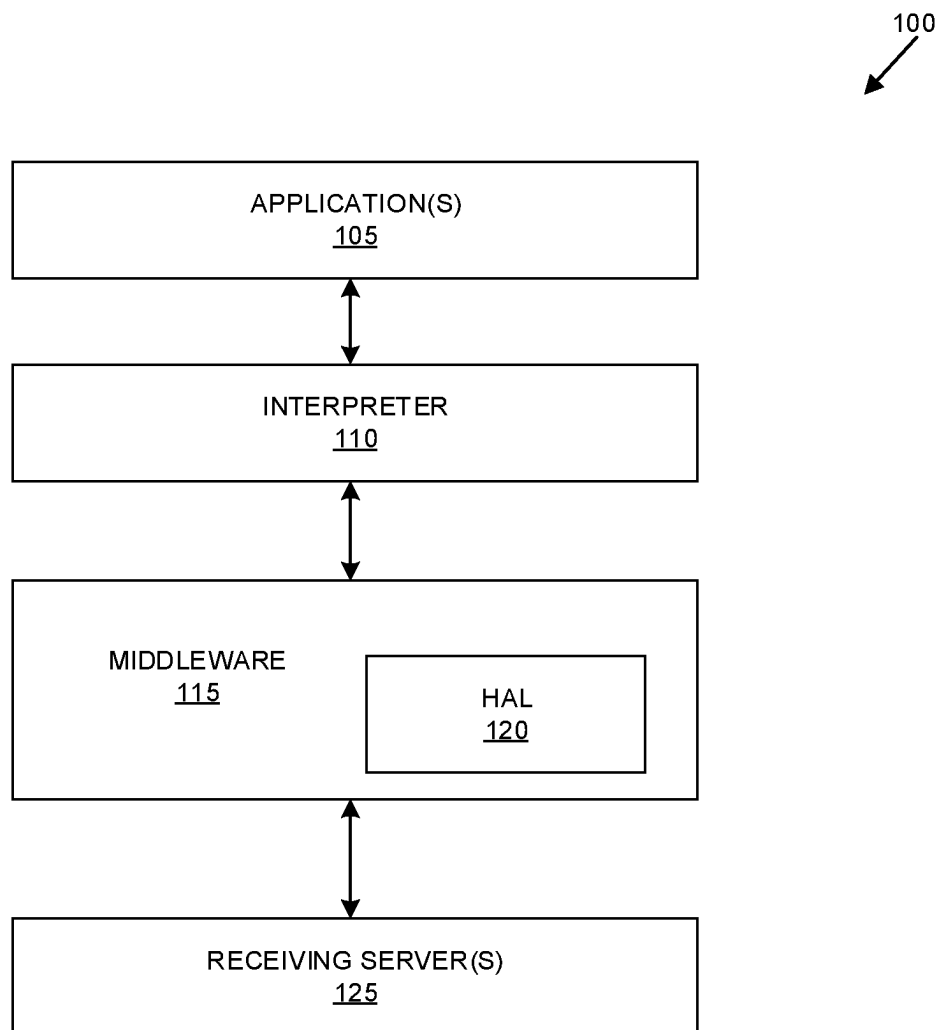 100
APPLICATION(S)
105
INTERPRETER
110
MIDDLEWARE
115
HAL
120
RECEIVING SERVER(S)
125